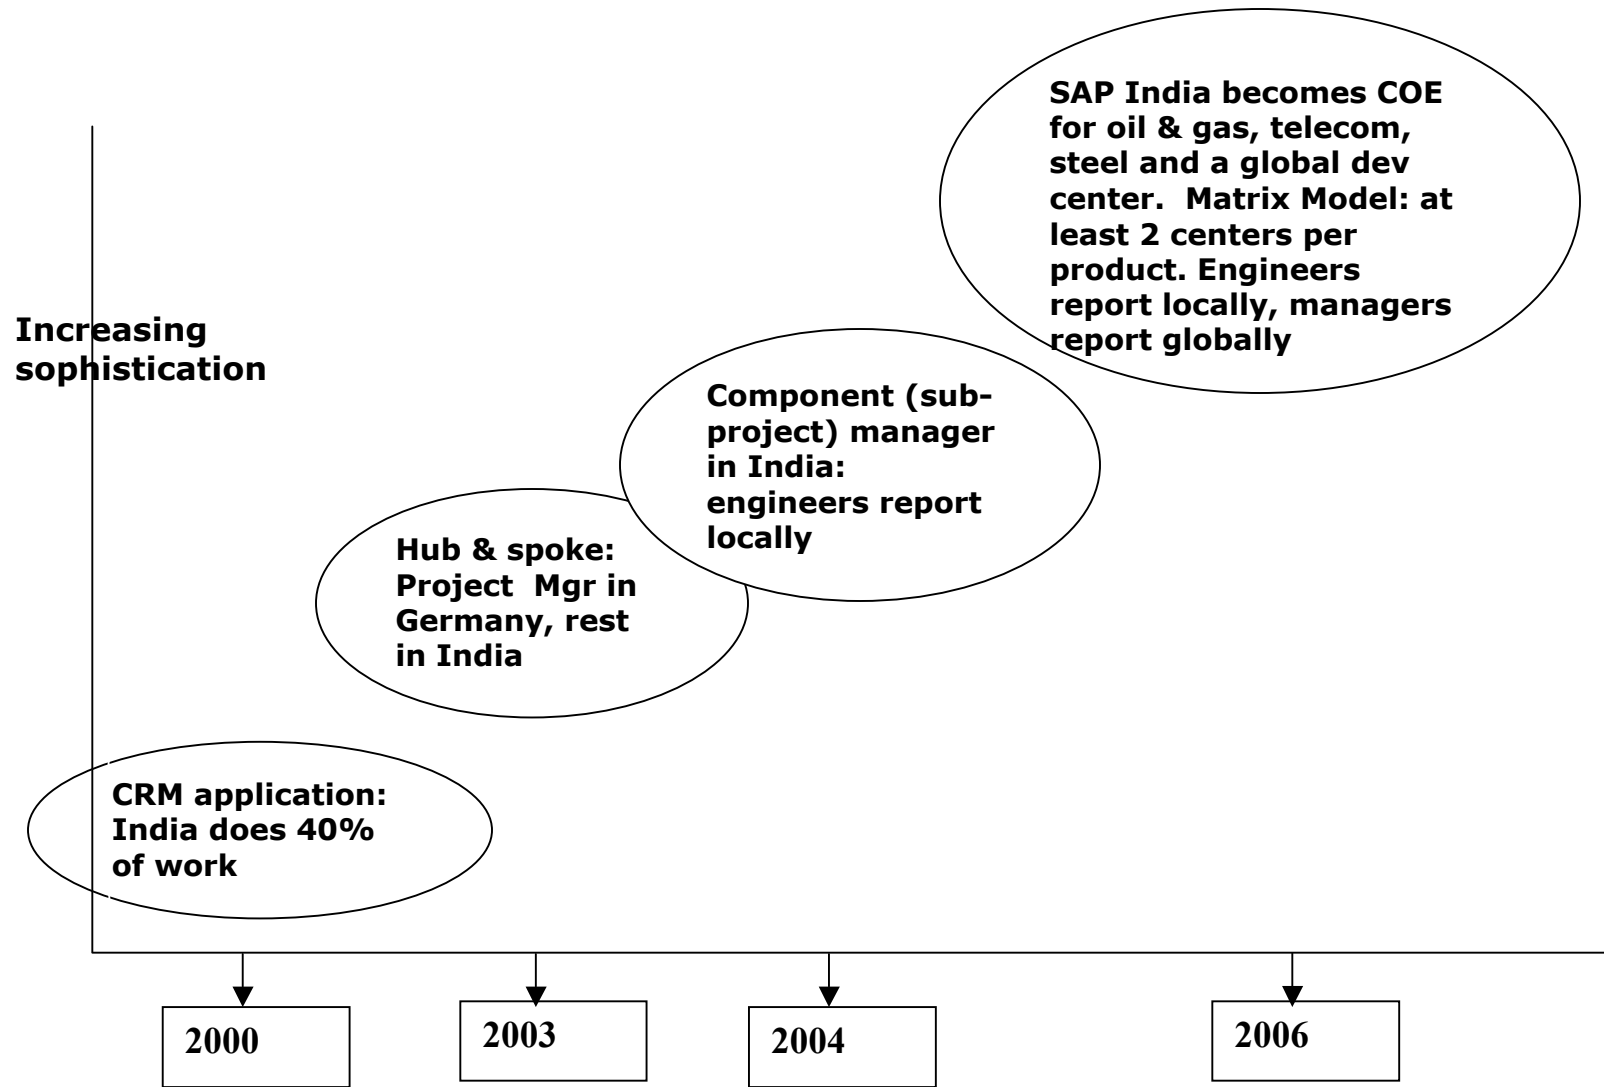 SAP India becomes COE
for oil & gas, telecom,
steel and a global dev
center.  Matrix Model: at
least 2 centers per
product. Engineers
report locally, managers
report globally
Increasing
sophistication
Component (sub-
project) manager
in India:
engineers report
locally
Hub & spoke:
Project  Mgr in
Germany, rest
in India
CRM application:
India does 40%
of work
2000
2003
2004
2006